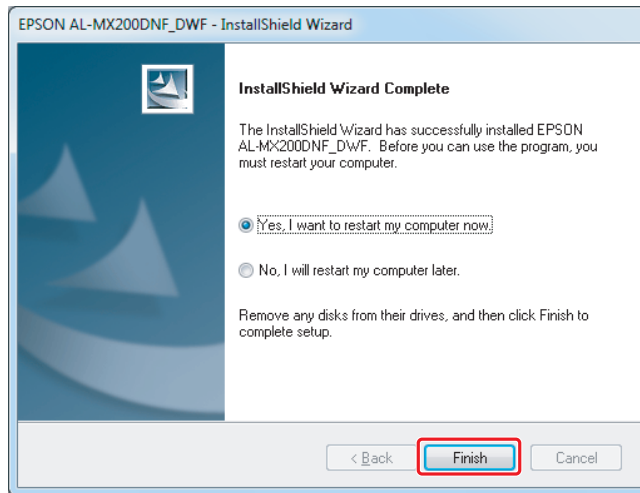 EPSON AL-MX200DNF_DWF - InstallShield Wizard
InstallShield Wizard Complete
The InstallShield Wizard has successfully installed EPSON
AL-MX200DNF_DWF. Before you can use the program, you
must restart your computer.
Yes, I want to restart my computer now.
No, I will restart my computer later.
Remove any disks from their drives, and then click Finish to
complete setup.
< Back Finish Cancel